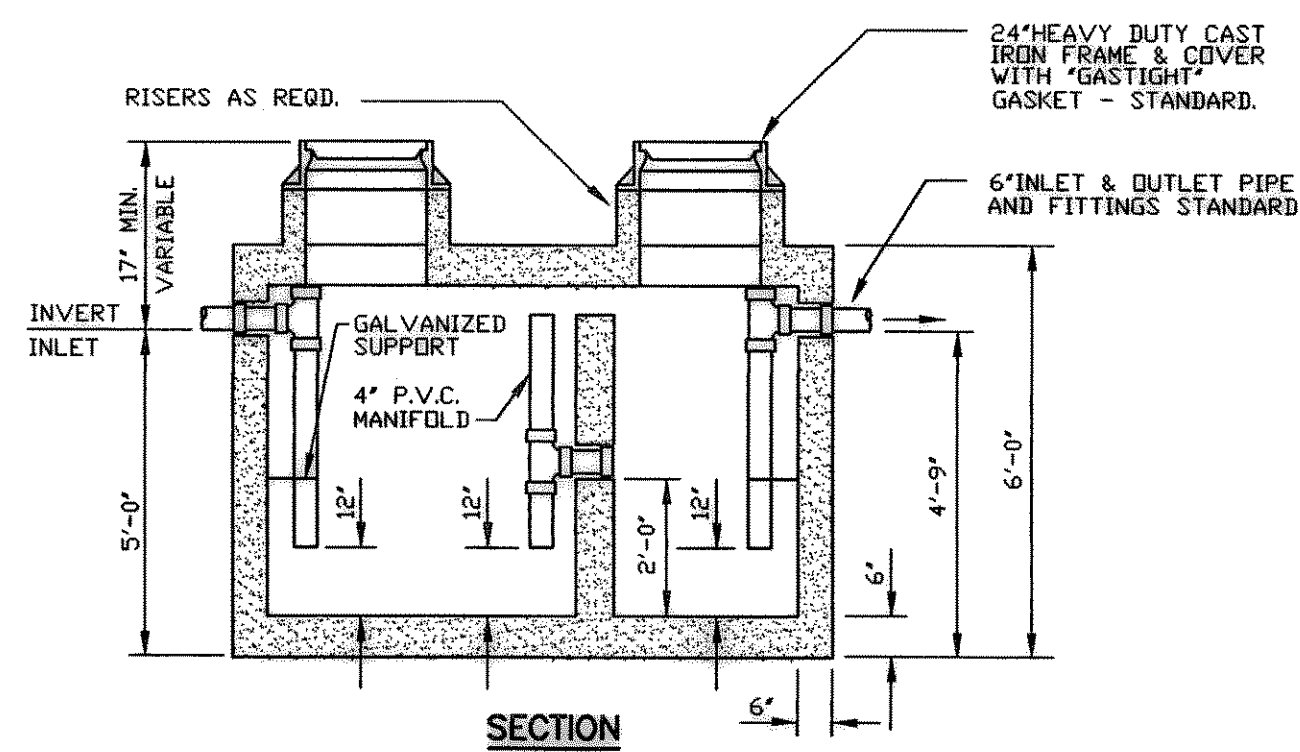 24"HEAVY DUTY CAST
IRON FRAME & COVER
WITH "GASTIGHT"
GASKET - STANDARD.
RISERS AS REQD.
6"INLET & OUTLET PIPE
AND FITTINGS STANDARD
17" MIN.
VARIABLE
INVERT
INLET
GALVANIZED
SUPPORT
4" P.V.C.
MANIFOLD
5'-0"
12"
12"
2'-0"
12"
6"
4'-9"
6'-0"
6"
SECTION